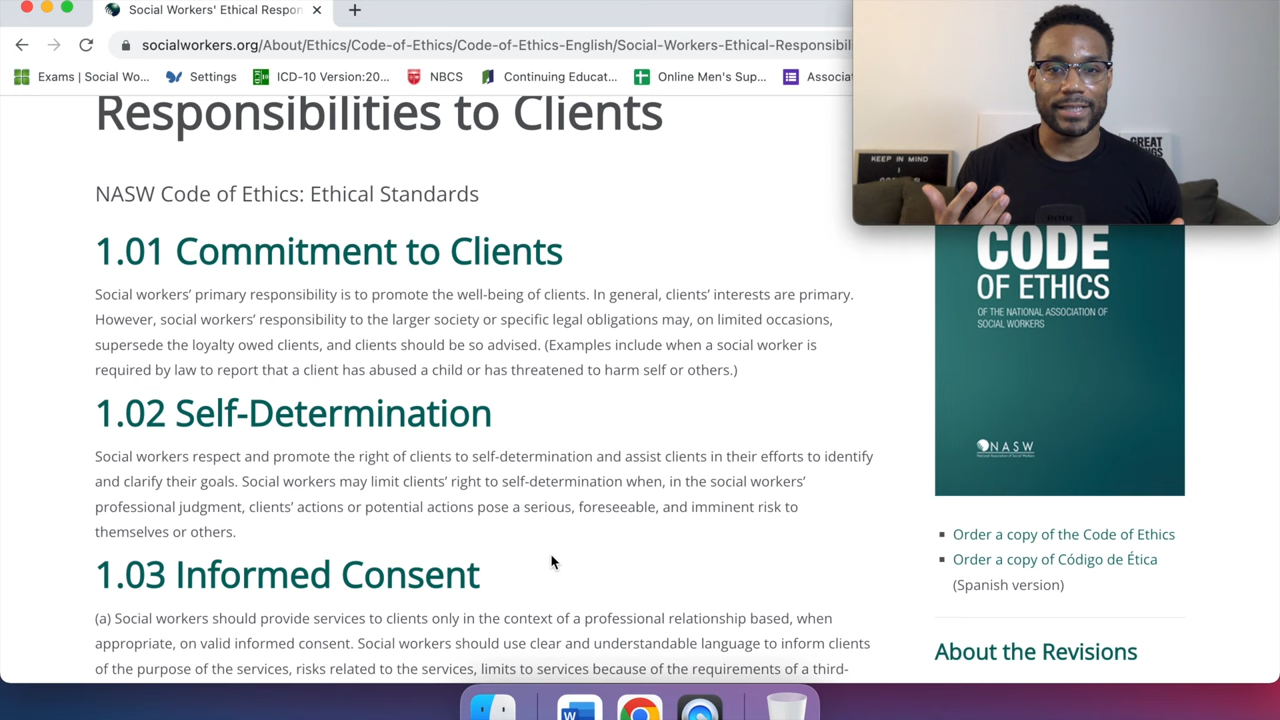 Social Workers' Ethical Respon
socialworkers.org/About/Ethics/Code-of-Ethics/Code-of-Ethics-English/Social-Workers-Ethical-Responsibil
Exams | Social Wo...
Settings
ICD-10 Version:20...
NBCS
Continuing Educat...
Online Men's Sup...
Associa
KEEP IN MIND
I
GREAT
Responsibilities to Clients
NASW Code of Ethics: Ethical Standards
1.01 Commitment to Clients
Social workers’ primary responsibility is to promote the well-being of clients. In general, clients’ interests are primary.
However, social workers’ responsibility to the larger society or specific legal obligations may, on limited occasions,
supersede the loyalty owed clients, and clients should be so advised. (Examples include when a social worker is
required by law to report that a client has abused a child or has threatened to harm self or others.)
1.02 Self-Determination
Social workers respect and promote the right of clients to self-determination and assist clients in their efforts to identify
and clarify their goals. Social workers may limit clients’ right to self-determination when, in the social workers’
professional judgment, clients’ actions or potential actions pose a serious, foreseeable, and imminent risk to
themselves or others.
1.03 Informed Consent
(a) Social workers should provide services to clients only in the context of a professional relationship based, when
appropriate, on valid informed consent. Social workers should use clear and understandable language to inform clients
of the purpose of the services, risks related to the services, limits to services because of the requirements of a third-
CODE
OF ETHICS
OF THE NATIONAL ASSOCIATION OF
SOCIAL WORKERS
NASW
National Association of Social Workers
Order a copy of the Code of Ethics
Order a copy of Código de Ética
(Spanish version)
About the Revisions
W